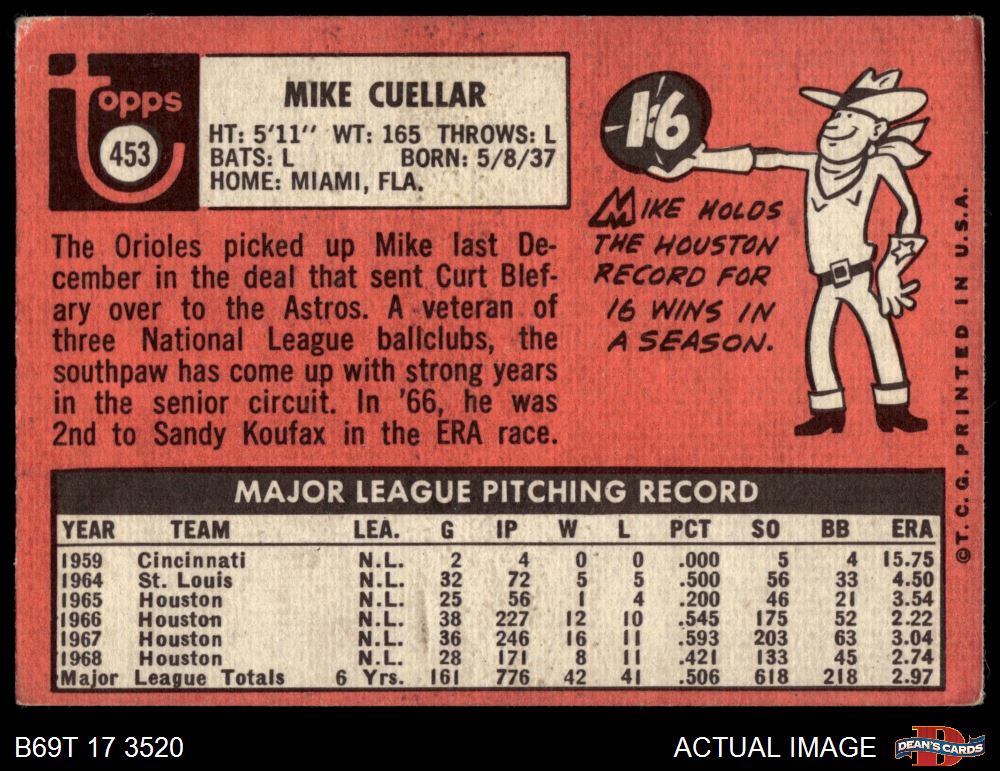 Topps
453
MIKE CUELLAR
HT: 5'11" WT: 165 THROWS: L
BATS: L BORN: 5/8/37
HOME: MIAMI, FLA.
The Orioles picked up Mike last De-
cember in the deal that sent Curt Blef-
ary over to the Astros. A veteran of
three National League ballclubs, the
southpaw has come up with strong years
in the senior circuit. In '66, he was
2nd to Sandy Koufax in the ERA race.
16
MIKE HOLDS
THE HOUSTON
RECORD FOR
16 WINS IN
A SEASON.
©T.C.G. PRINTED IN U.S.A.
MAJOR LEAGUE PITCHING RECORD
YEAR TEAM LEA. G IP W L PCT SO BB ERA
1959 Cincinnati N.L. 2 4 0 0 .000 5 4 15.75
1964 St. Louis N.L. 32 72 5 5 .500 56 33 4.50
1965 Houston N.L. 25 56 1 4 .200 46 21 3.54
1966 Houston N.L. 38 227 12 10 .545 175 52 2.22
1967 Houston N.L. 36 246 16 11 .593 203 63 3.04
1968 Houston N.L. 28 171 8 11 .421 133 45 2.74
Major League Totals 6 Yrs. 161 776 42 41 .506 618 218 2.97
B69T 17 3520
ACTUAL IMAGE
DEAN'S CARDS